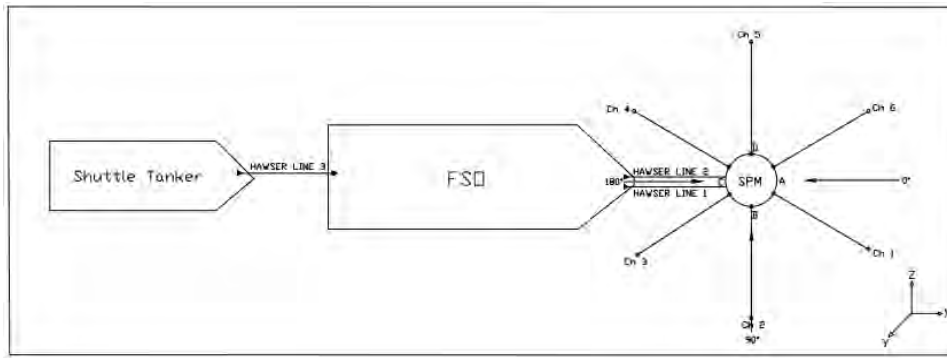 Ch 5
Ch 4
Ch 6
D
HAWSER LINE 3
Shuttle Tanker
FSO
HAWSER LINE 2
180°
C
SPM
A
0°
HAWSER LINE 1
B
Ch 3
Ch 1
Ch 2
90°
Z
X
Y